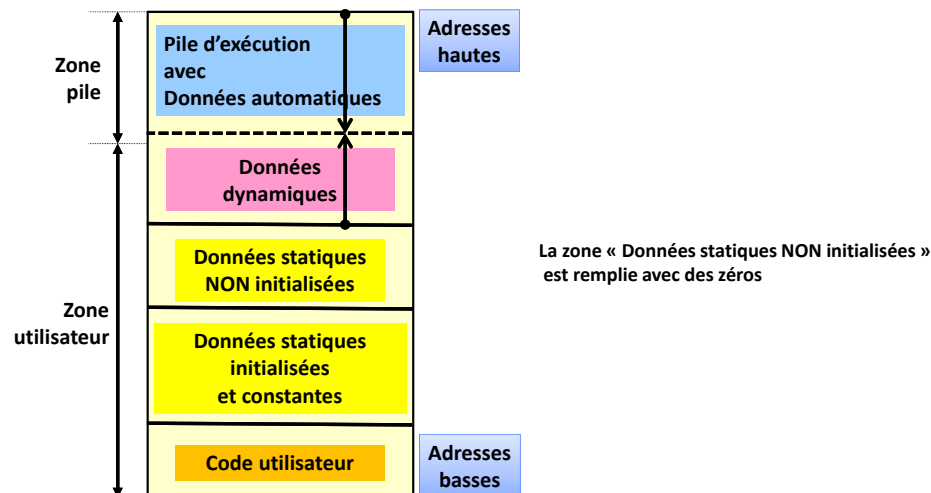 Pile d'exécution
avec
Données automatiques
Adresses
hautes
Zone
pile
Données
dynamiques
Données statiques
NON initialisées
La zone « Données statiques NON initialisées »
est remplie avec des zéros
Zone
utilisateur
Données statiques
initialisées
et constantes
Code utilisateur
Adresses
basses